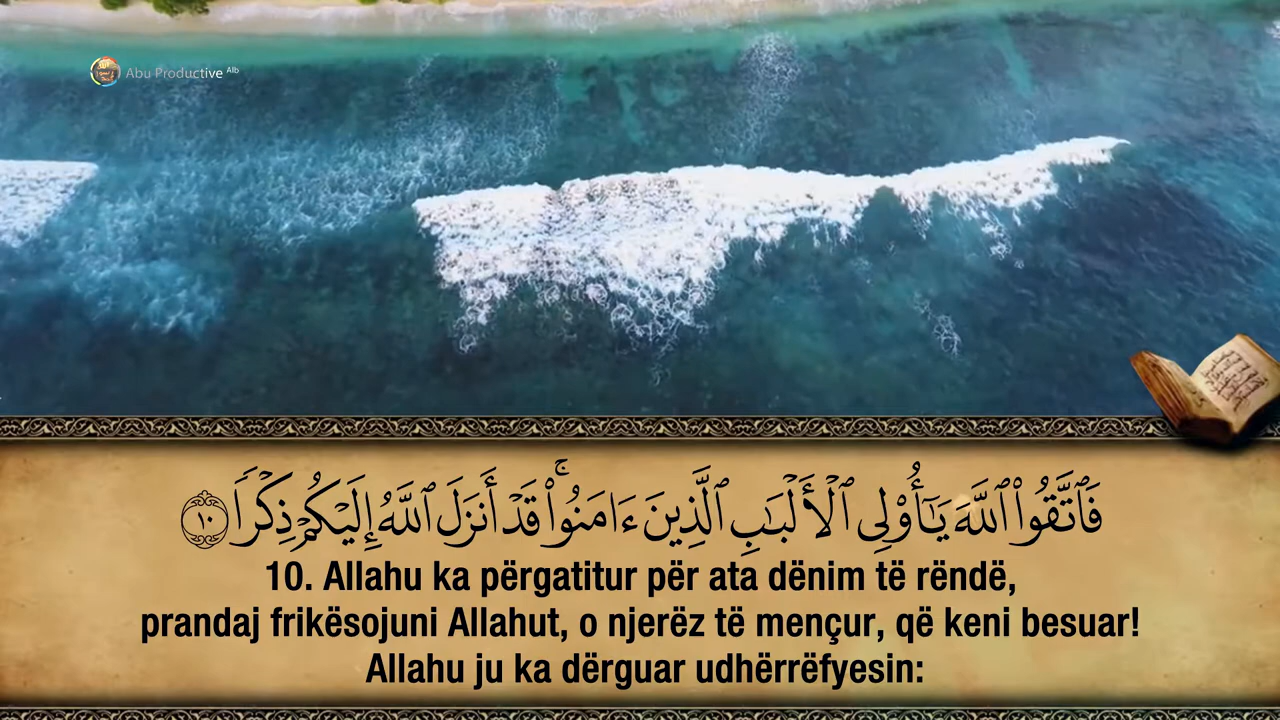 Abu Productive Alb
فَٱتَّقُوا۟ ٱللَّهَ يَـٰٓأُو۟لِى ٱلْأَلْبَـٰبِ ٱلَّذِينَ ءَامَنُوا۟ ۚ قَدْ أَنزَلَ ٱللَّهُ إِلَيْكُمْ ذِكْرًا ١٠
10. Allahu ka përgatitur për ata dënim të rëndë,
prandaj frikësojuni Allahut, o njerëz të mençur, që keni besuar!
Allahu ju ka dërguar udhërrëfyesin: